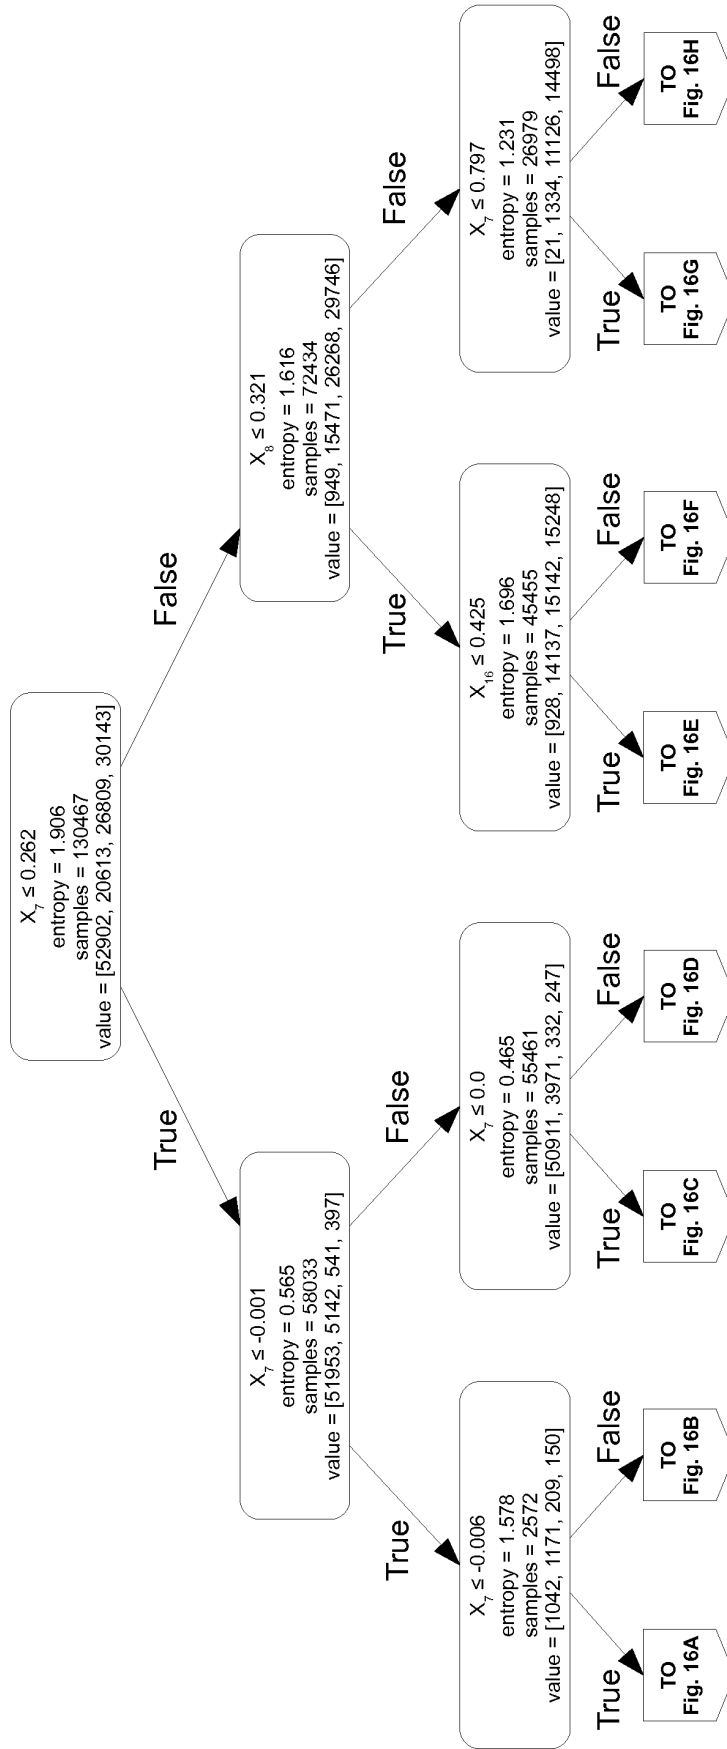 X7 ≤ 0.262
entropy = 1.906
samples = 130467
value = [52902, 20613, 26809, 30143]
True
False
X7 ≤ -0.001
entropy = 0.565
samples = 58033
value = [51953, 5142, 541, 397]
X8 ≤ 0.321
entropy = 1.616
samples = 72434
value = [949, 15471, 26268, 29746]
True
False
True
False
X7 ≤ -0.006
entropy = 1.578
samples = 2572
value = [1042, 1171, 209, 150]
X7 ≤ 0.0
entropy = 0.465
samples = 55461
value = [50911, 3971, 332, 247]
X16 ≤ 0.425
entropy = 1.696
samples = 45455
value = [928, 14137, 15142, 15248]
X7 ≤ 0.797
entropy = 1.231
samples = 26979
value = [21, 1334, 11126, 14498]
True
False
True
False
True
False
True
False
TO
Fig. 16A
TO
Fig. 16B
TO
Fig. 16C
TO
Fig. 16D
TO
Fig. 16E
TO
Fig. 16F
TO
Fig. 16G
TO
Fig. 16H